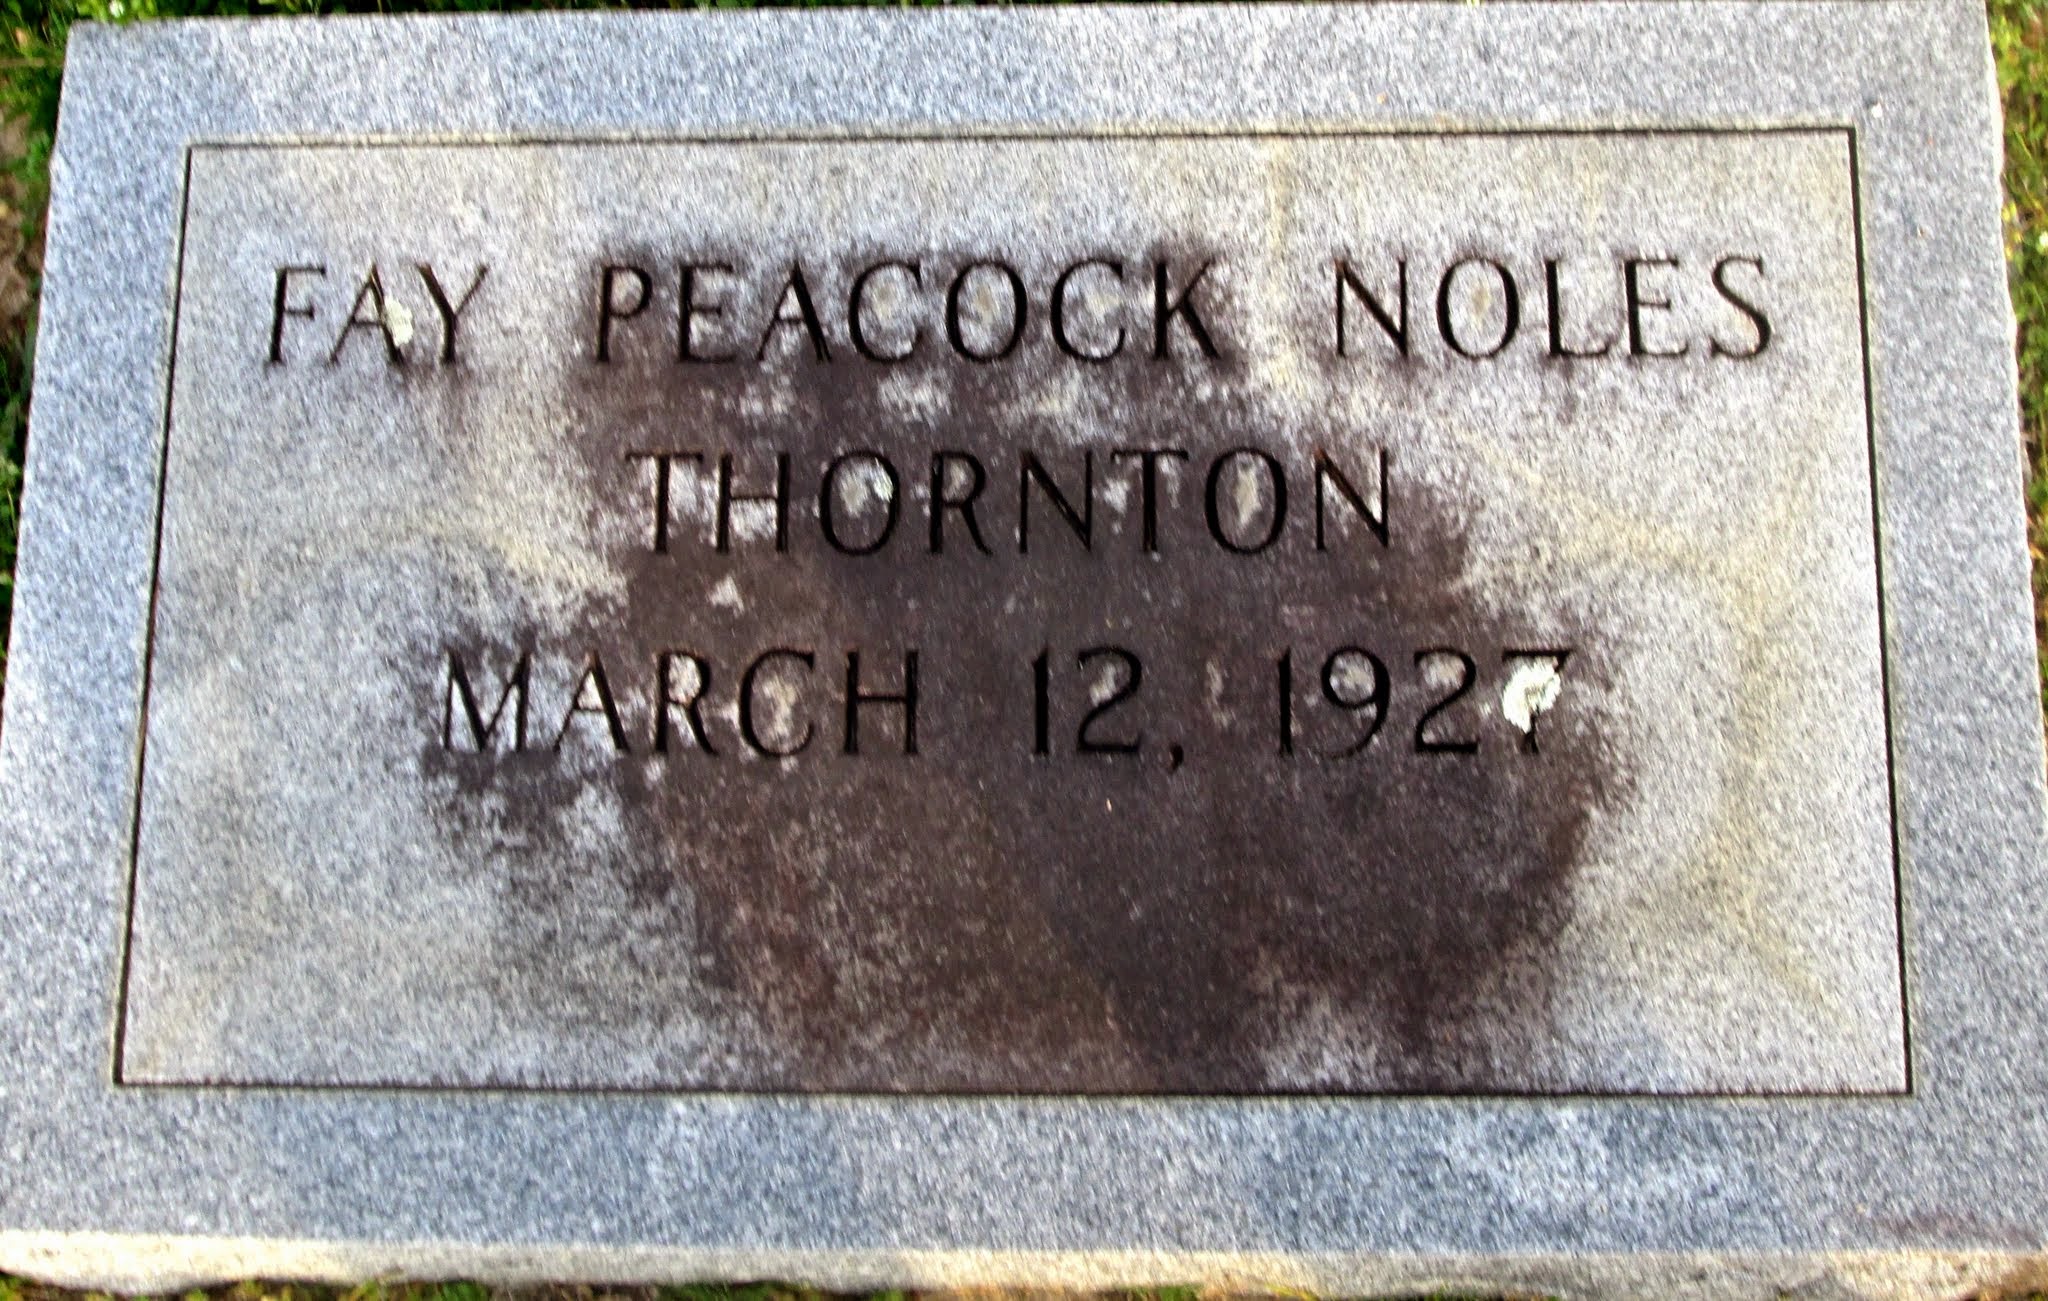 FAY PEACOCK NOLES
THORNTON
MARCH 12, 1927